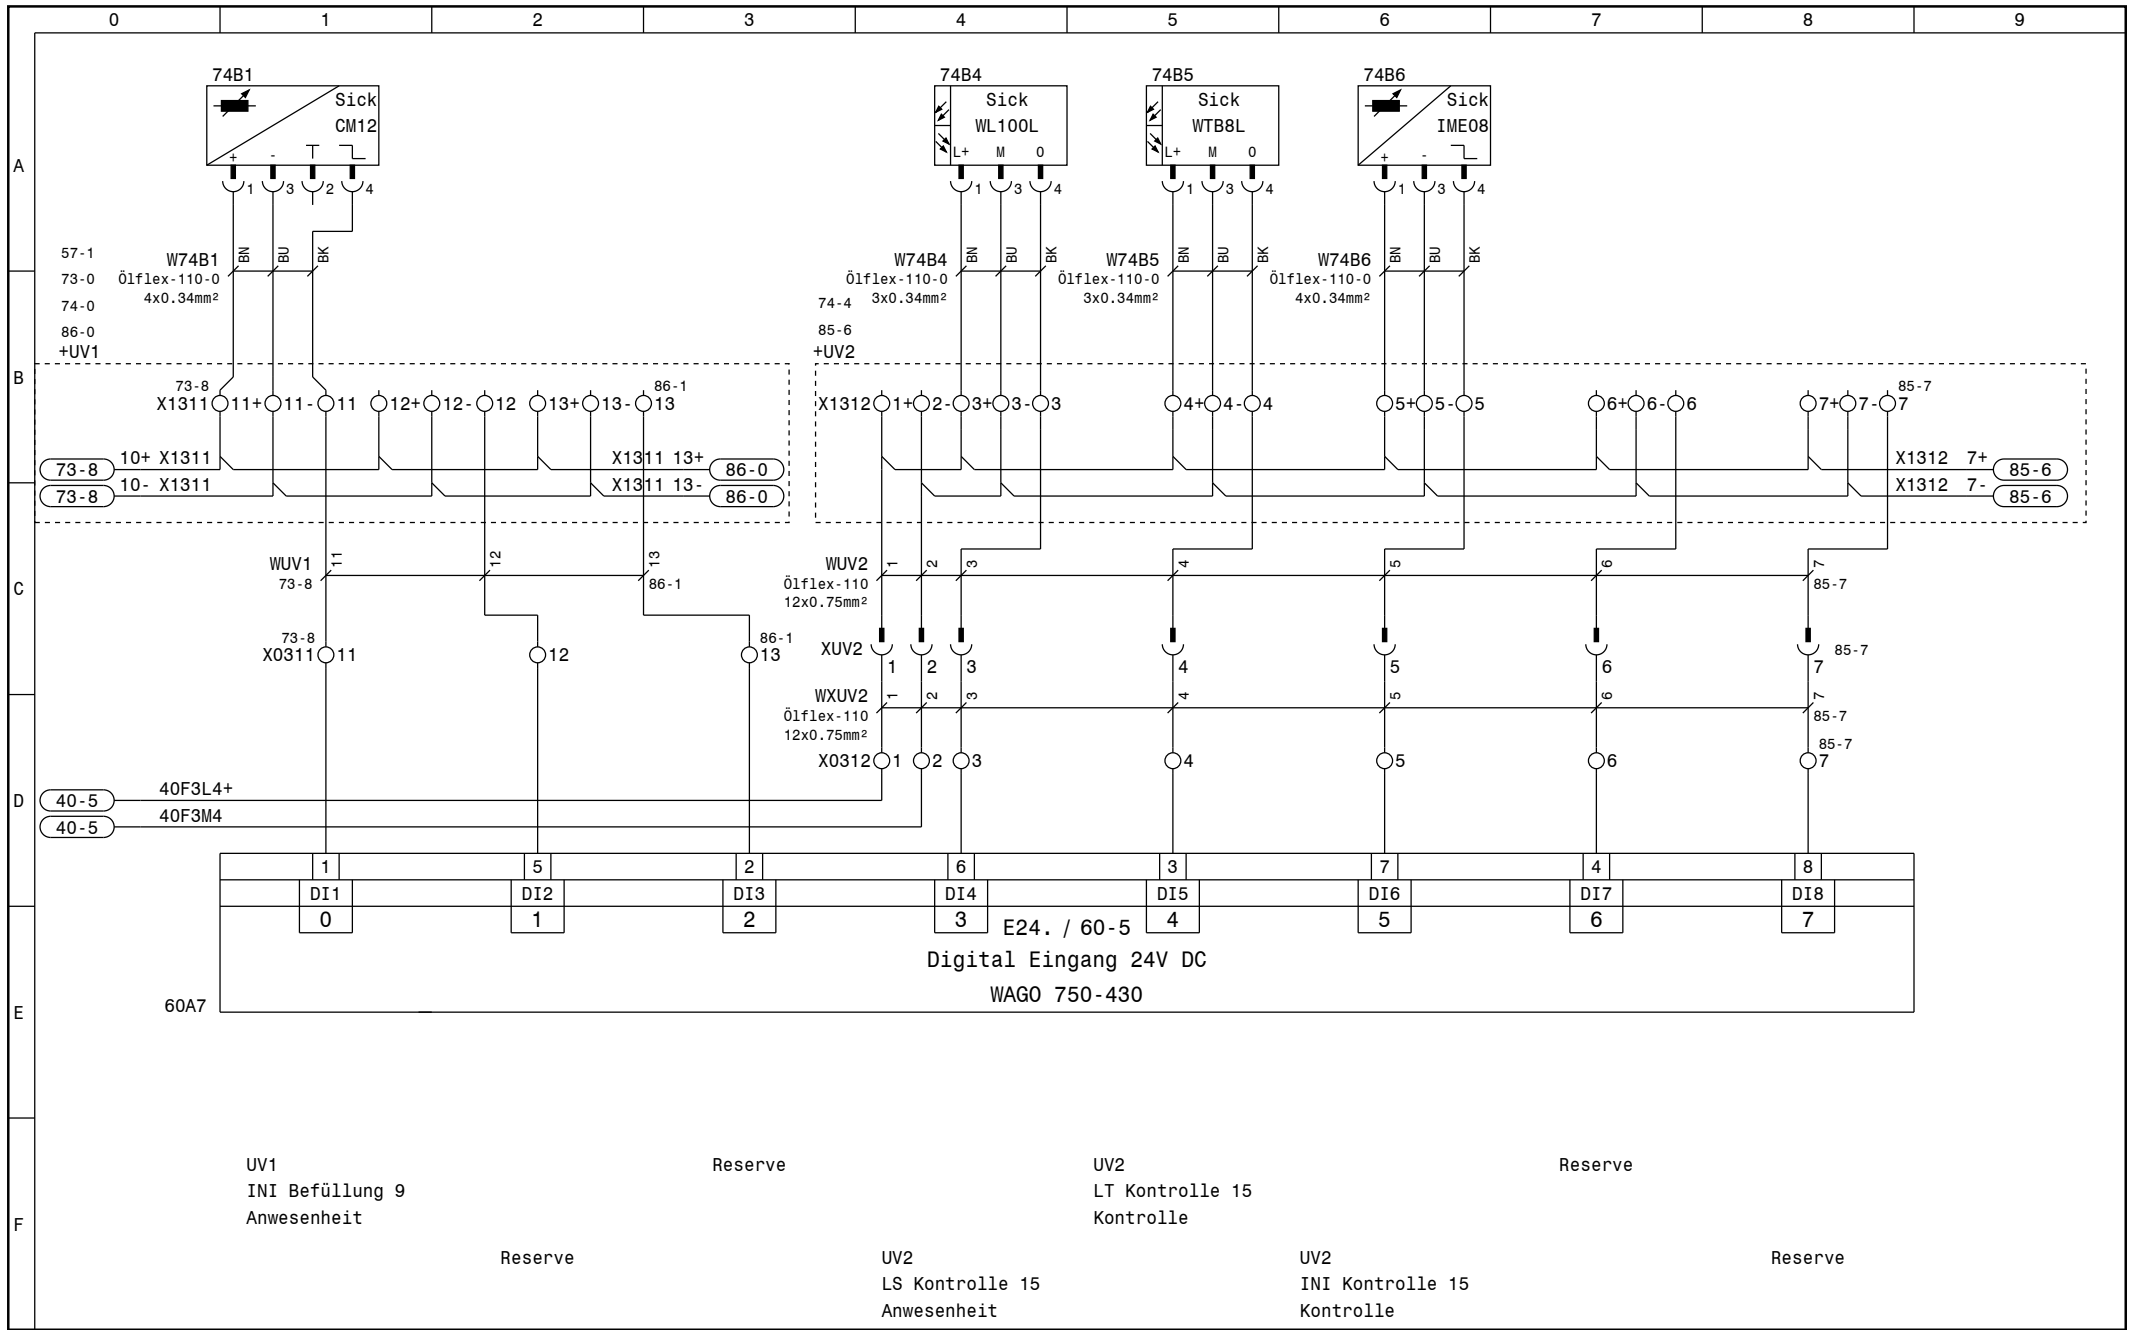 0 1 2 3 4 5 6 7 8 9
74B1 74B4 74B5 74B6
Sick Sick Sick Sick
CM12 WL100L WTB8L IME08
+ - L+ M O L+ M O + -
A
1 3 2 4 1 3 4 1 3 4 1 3 4
BN BU BK BN BU BK BN BU BK BN BU BK
57-1 W74B1 W74B4 W74B5 W74B6
73-0 Ölflex-110-0 Ölflex-110-0 Ölflex-110-0 Ölflex-110-0
4x0.34mm² 3x0.34mm² 3x0.34mm² 4x0.34mm²
74-0 74-4
86-0 85-6
+UV1 +UV2
B
73-8 86-1 85-7
X1311 11+ 11- 11 12+ 12- 12 13+ 13- 13 X1312 1+ 2- 3+ 3- 3 4+ 4- 4 5+ 5- 5 6+ 6- 6 7+ 7- 7
73-8 10+ X1311 X1311 13+ 86-0 X1312 7+ 85-6
73-8 10- X1311 X1311 13- 86-0 X1312 7- 85-6
C
WUV1 11 12 13 WUV2 1 2 3 4 5 6 7
73-8 86-1 Ölflex-110 85-7
12x0.75mm²
73-8 86-1
X0311 11 12 13 XUV2 1 2 3 4 5 6 7 85-7
WXUV2 1 2 3 4 5 6 7
Ölflex-110 85-7
12x0.75mm²
85-7
X0312 1 2 3 4 5 6 7
D
40-5 40F3L4+
40-5 40F3M4
1 5 2 6 3 7 4 8
DI1 DI2 DI3 DI4 DI5 DI6 DI7 DI8
0 1 2 3 4 5 6 7
E24. / 60-5
Digital Eingang 24V DC
WAGO 750-430
60A7
E
UV1 Reserve UV2 Reserve
INI Befüllung 9 LT Kontrolle 15
Anwesenheit Kontrolle
F
Reserve UV2 UV2 Reserve
LS Kontrolle 15 INI Kontrolle 15
Anwesenheit Kontrolle